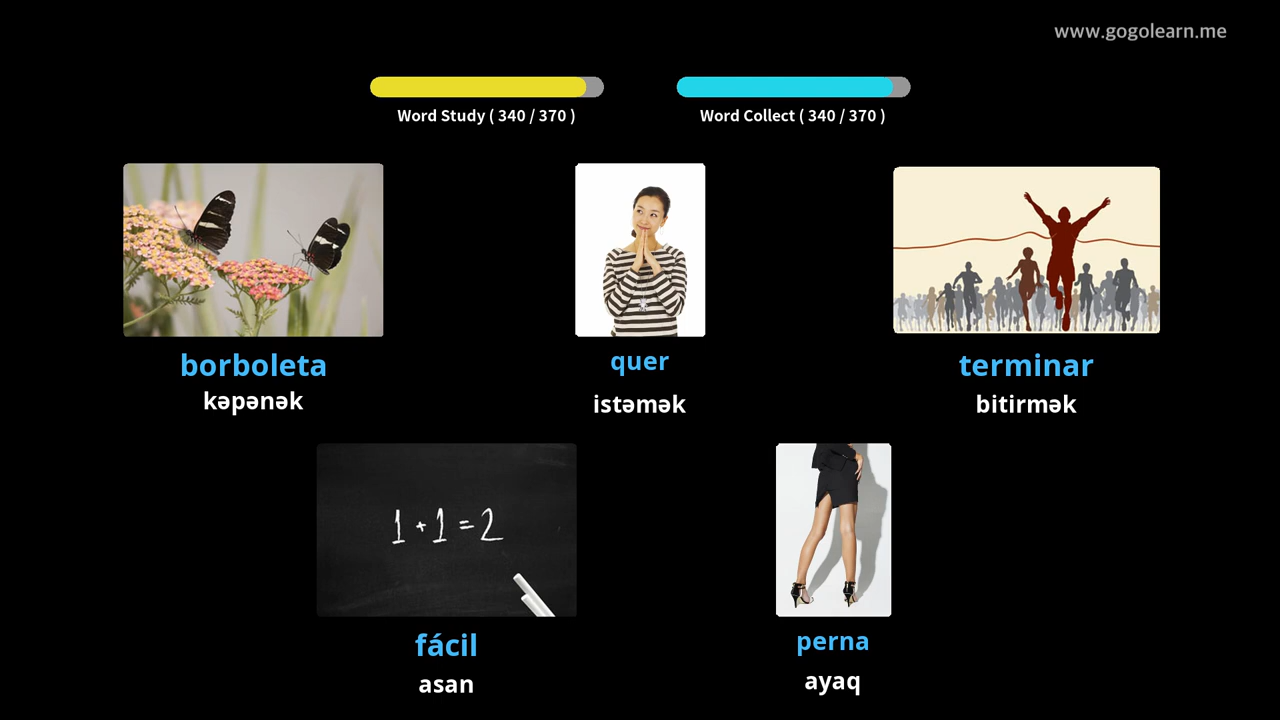 www.gogolearn.me
Word Study ( 340 / 370 )
Word Collect ( 340 / 370 )
borboleta
kəpənək
quer
istəmək
terminar
bitirmək
1 + 1 = 2
fácil
asan
perna
ayaq